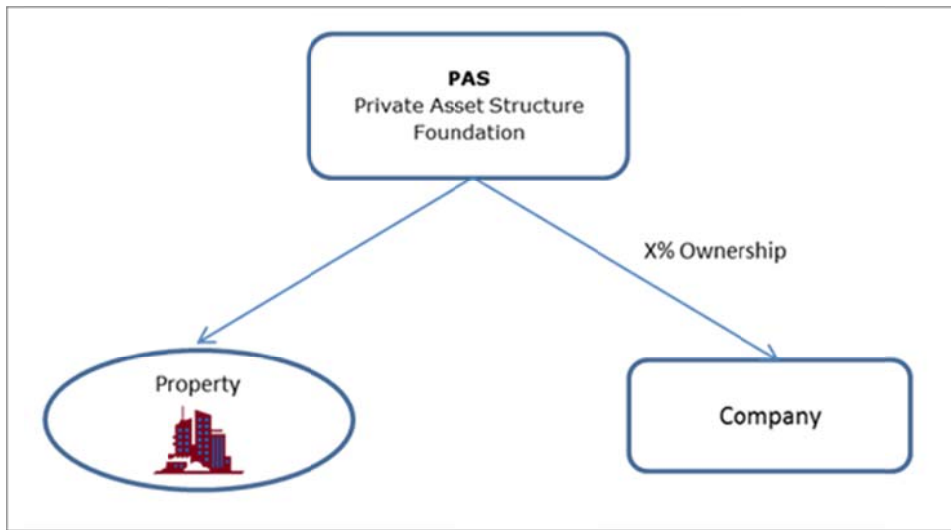 PAS
Private Asset Structure
Foundation
X% Ownership
Property
Company